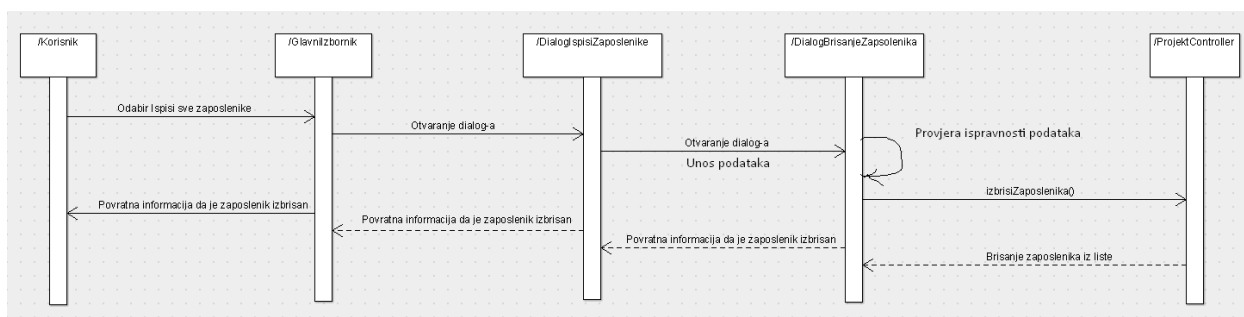 /Korisnik
/GlavniIzbornik
/DialogIspisiZaposlenike
/DialogBrisanjeZapsolenika
/ProjektController
Odabir Ispisi sve zaposlenike
Otvaranje dialog-a
Otvaranje dialog-a
Unos podataka
Provjera ispravnosti podataka
izbrisiZaposlenika()
Povratna informacija da je zaposlenik izbrisan
Povratna informacija da je zaposlenik izbrisan
Povratna informacija da je zaposlenik izbrisan
Brisanje zaposlenika iz liste